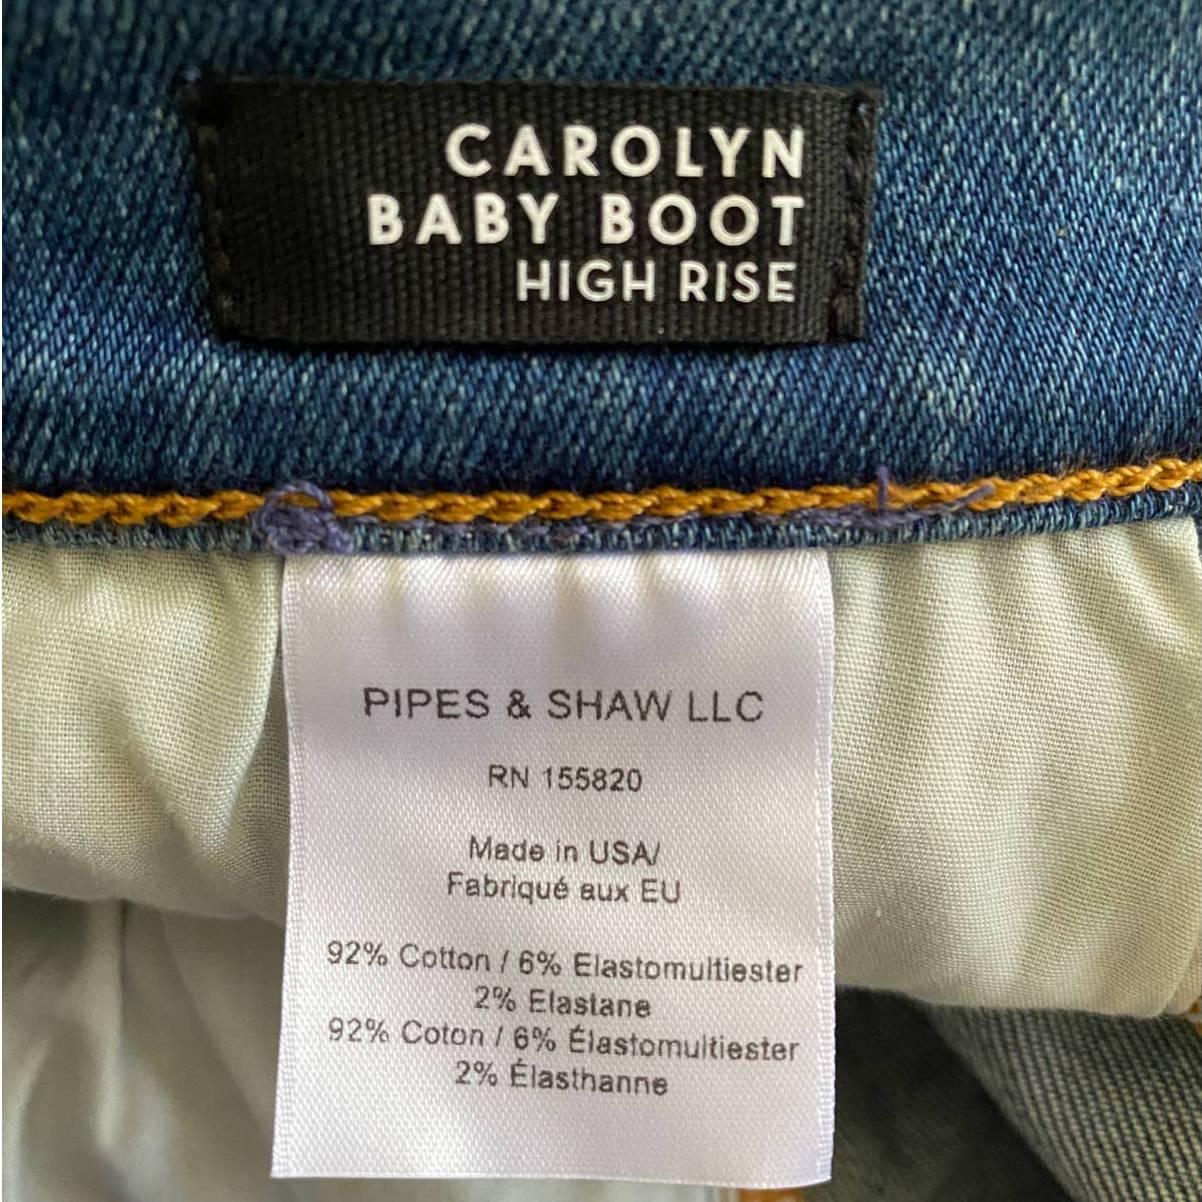 CAROLYN
BABY BOOT
HIGH RISE
PIPES & SHAW LLC
RN 155820
Made in USA/
Fabriqué aux EU
92% Cotton / 6% Elastomultiester
2% Elastane
92% Coton / 6% Élastomultiester
2% Élasthanne